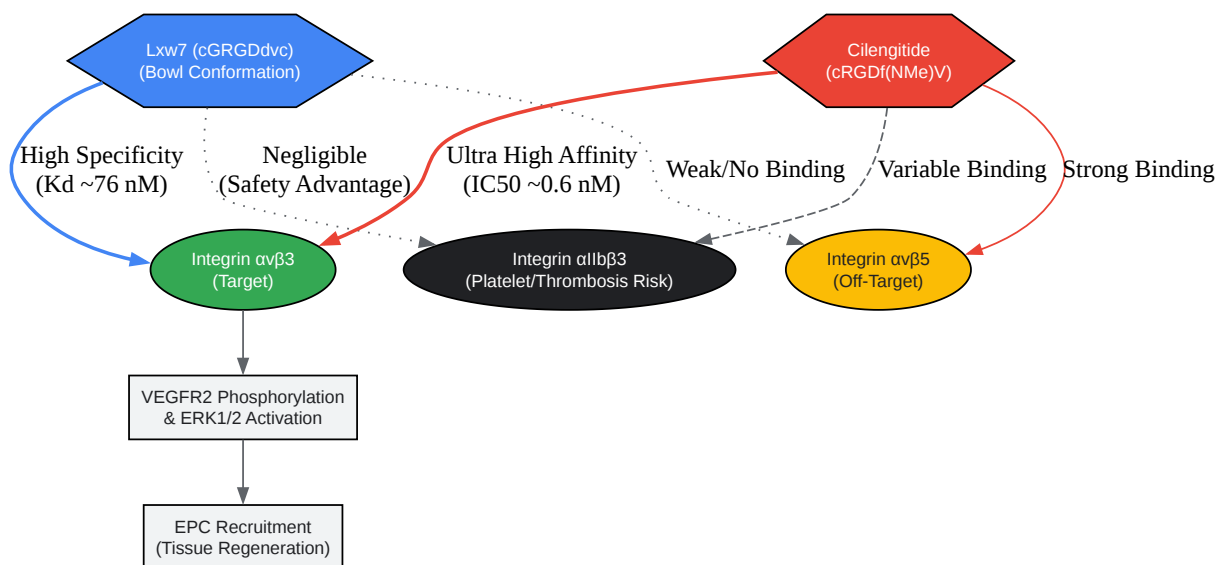 Lxw7 (cGRGDdvc)
(Bowl Conformation)
Cilengitide
(cRGDf(NMe)V)
High Specificity
(Kd ~76 nM)
Negligible
(Safety Advantage)
Ultra High Affinity
(IC50 ~0.6 nM)
Weak/No Binding
Variable Binding
Strong Binding
Integrin αvβ3
(Target)
Integrin αIIbβ3
(Platelet/Thrombosis Risk)
Integrin αvβ5
(Off-Target)
VEGFR2 Phosphorylation
& ERK1/2 Activation
EPC Recruitment
(Tissue Regeneration)